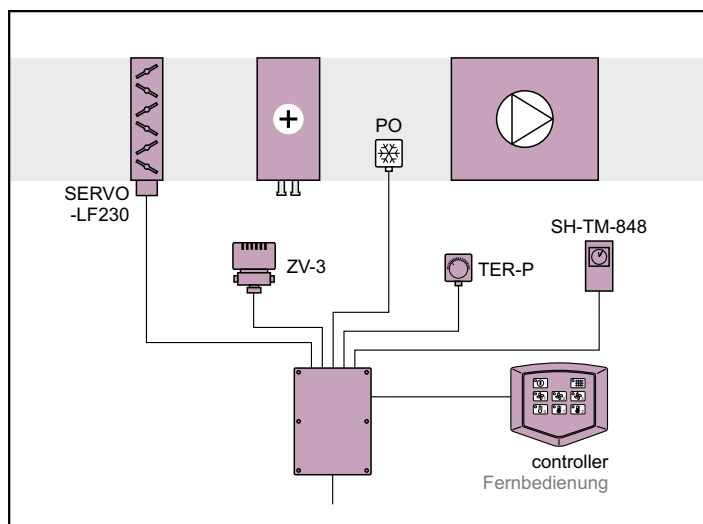 PO
SERVO
-LF230
SH-TM-848
ZV-3
TER-P
controller
Fernbedienung